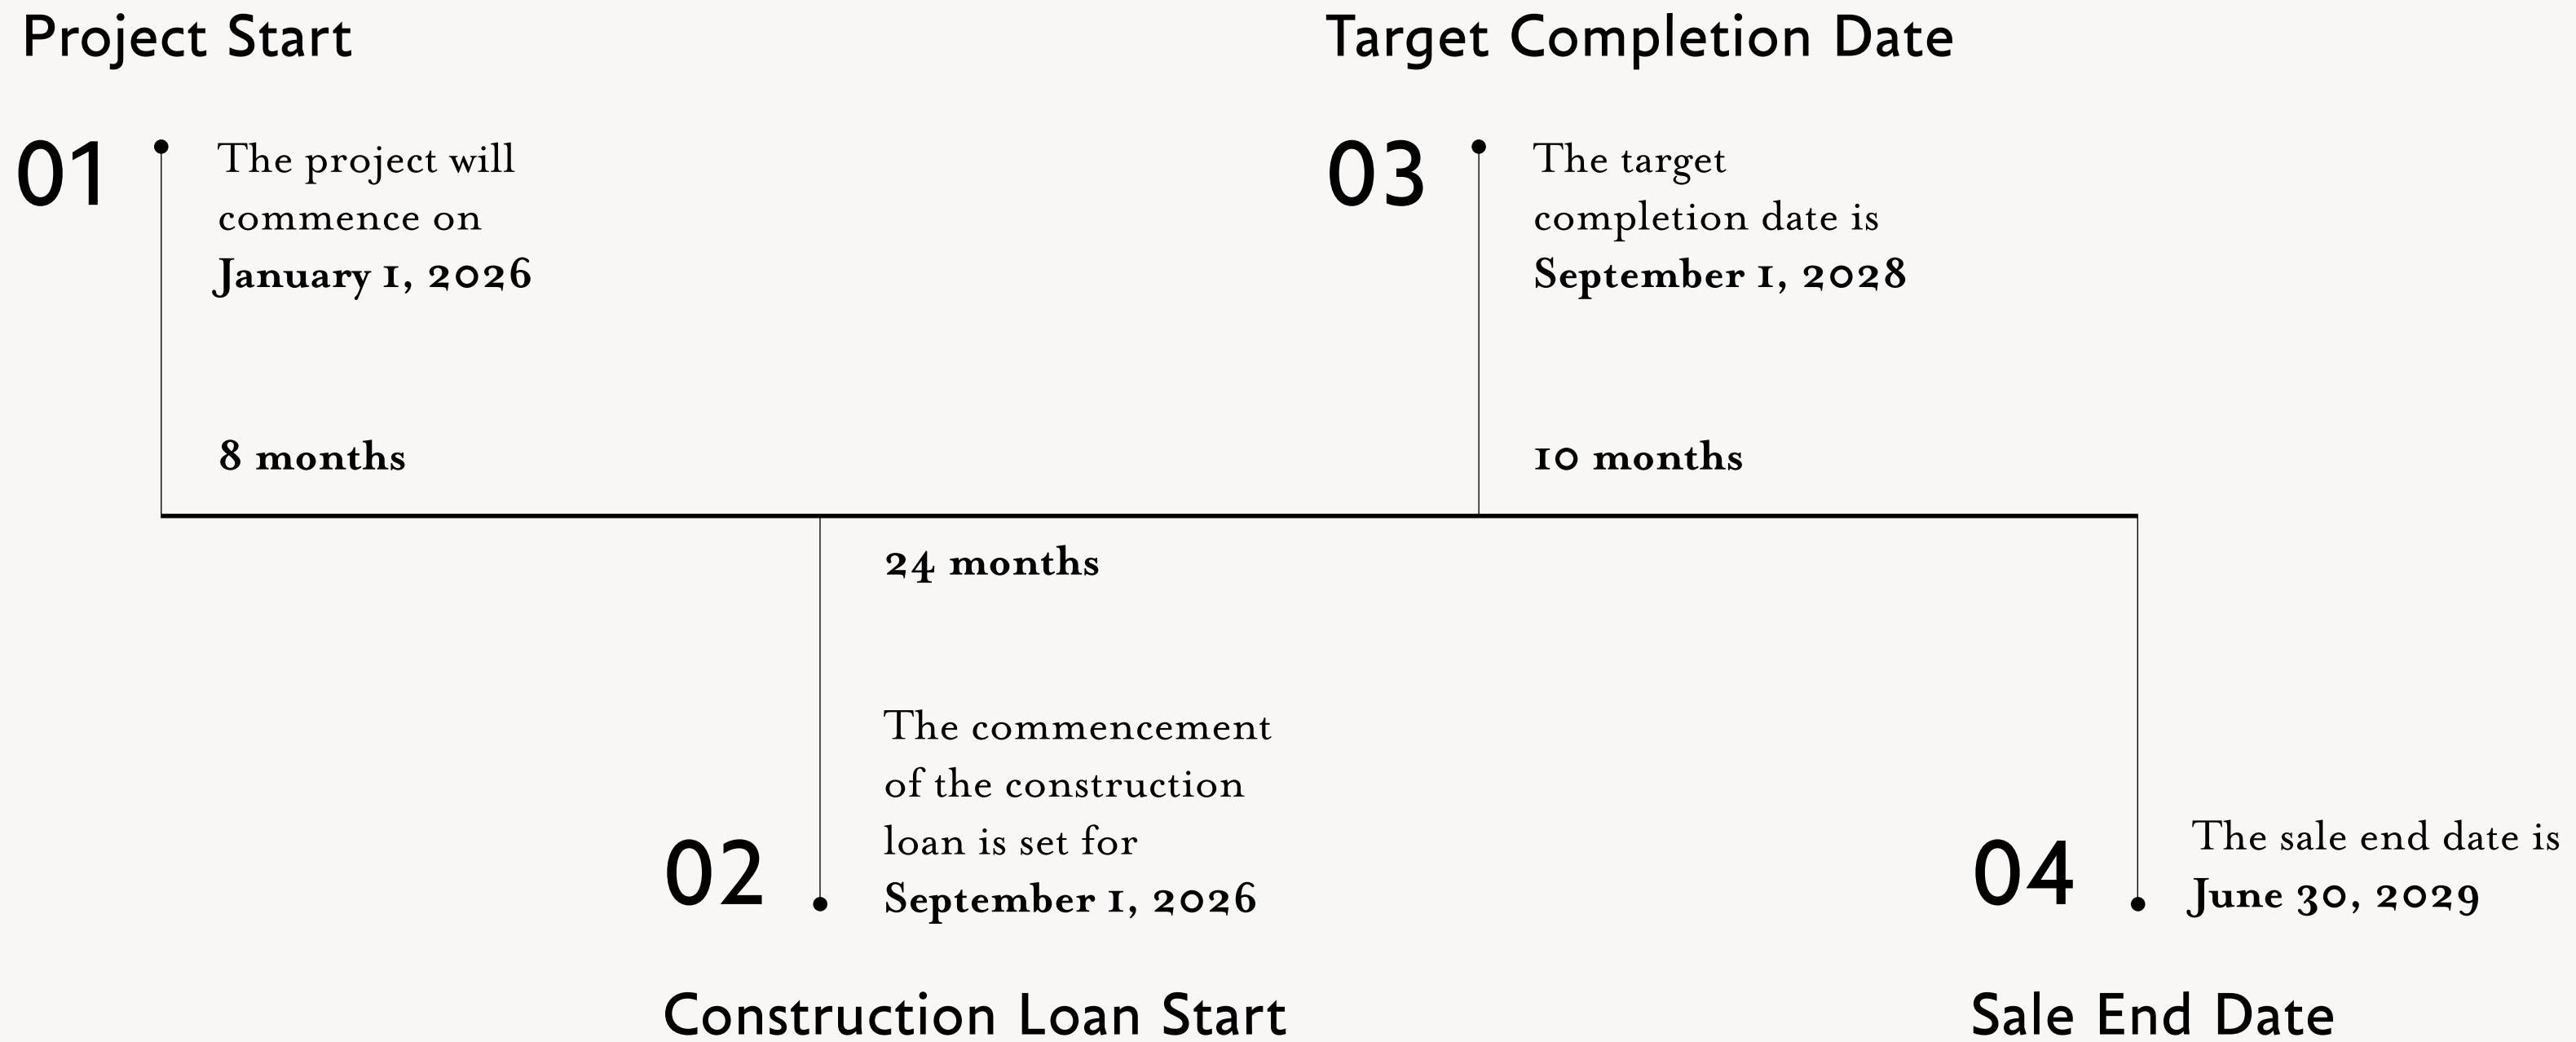 Project Start
01
The project will
commence on
January 1, 2026
8 months
24 months
02
The commencement
of the construction
loan is set for
September 1, 2026
Construction Loan Start
Target Completion Date
03
The target
completion date is
September 1, 2028
10 months
04
The sale end date is
June 30, 2029
Sale End Date